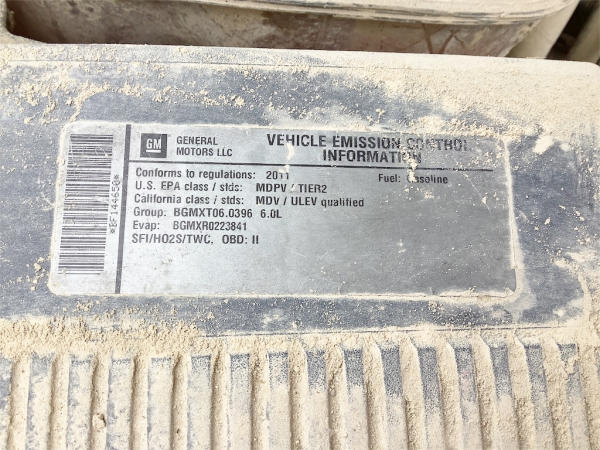 GM
GENERAL
MOTORS LLC
VEHICLE EMISSION CONTROL
INFORMATION
Conforms to regulations: 2011 Fuel: Gasoline
U.S. EPA class / stds: MDPV / TIER2
California class / stds: MDV / ULEV qualified
Group: BGMXT06.0396 6.0L
Evap: BGMXR0223841
SFI/HO2S/TWC, OBD: II
*BF144650*